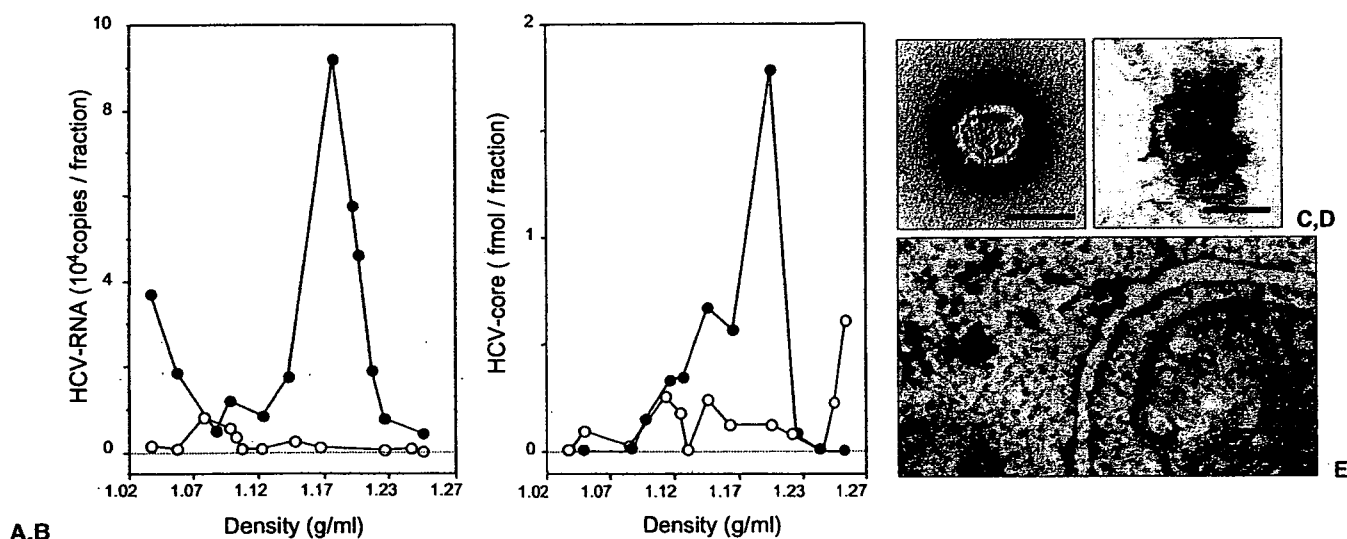 10
8
4
0
HCV-RNA (10⁴copies / fraction)
1.02 1.07 1.12 1.17 1.23 1.27
Density (g/ml)
2
1
0
HCV-core ( fmol / fraction)
1.02 1.07 1.12 1.17 1.23 1.27
Density (g/ml)
A,B
C,D
E